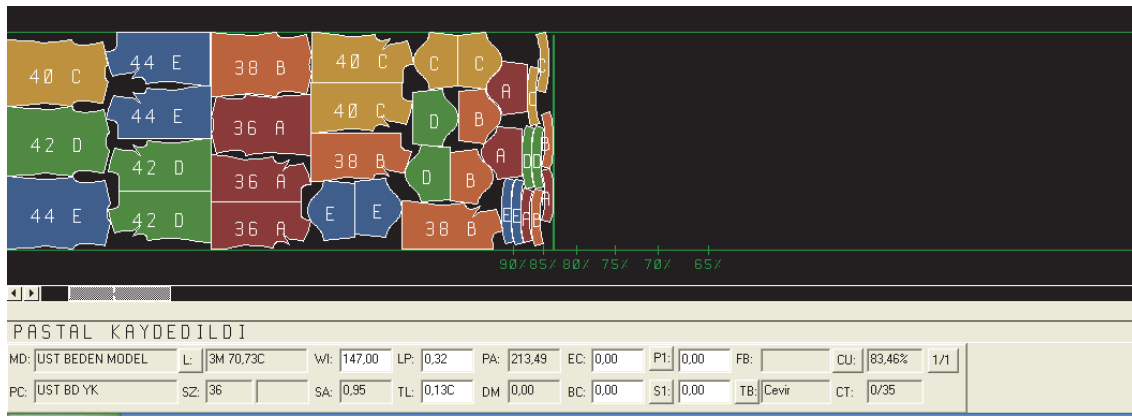 40 C 44 E 38 B 40 C C C C
A C
44 E 36 A 40 C D B
42 D 42 D 38 B A D D B
36 A D B A
44 E 42 D 36 A E E 38 B E E A B
90% 85% 80% 75% 70% 65%
PASTAL KAYDEDILDI
MD: UST BEDEN MODEL L: 3M 70,73C WI: 147,00 LP: 0,32 PA: 213,49 EC: 0,00 P1: 0,00 FB: CU: 83,46% 1/1
PC: UST BD YK SZ: 36 SA: 0,95 TL: 0,13C DM 0,00 BC: 0,00 S1: 0,00 TB: Cevir CT: 0/35